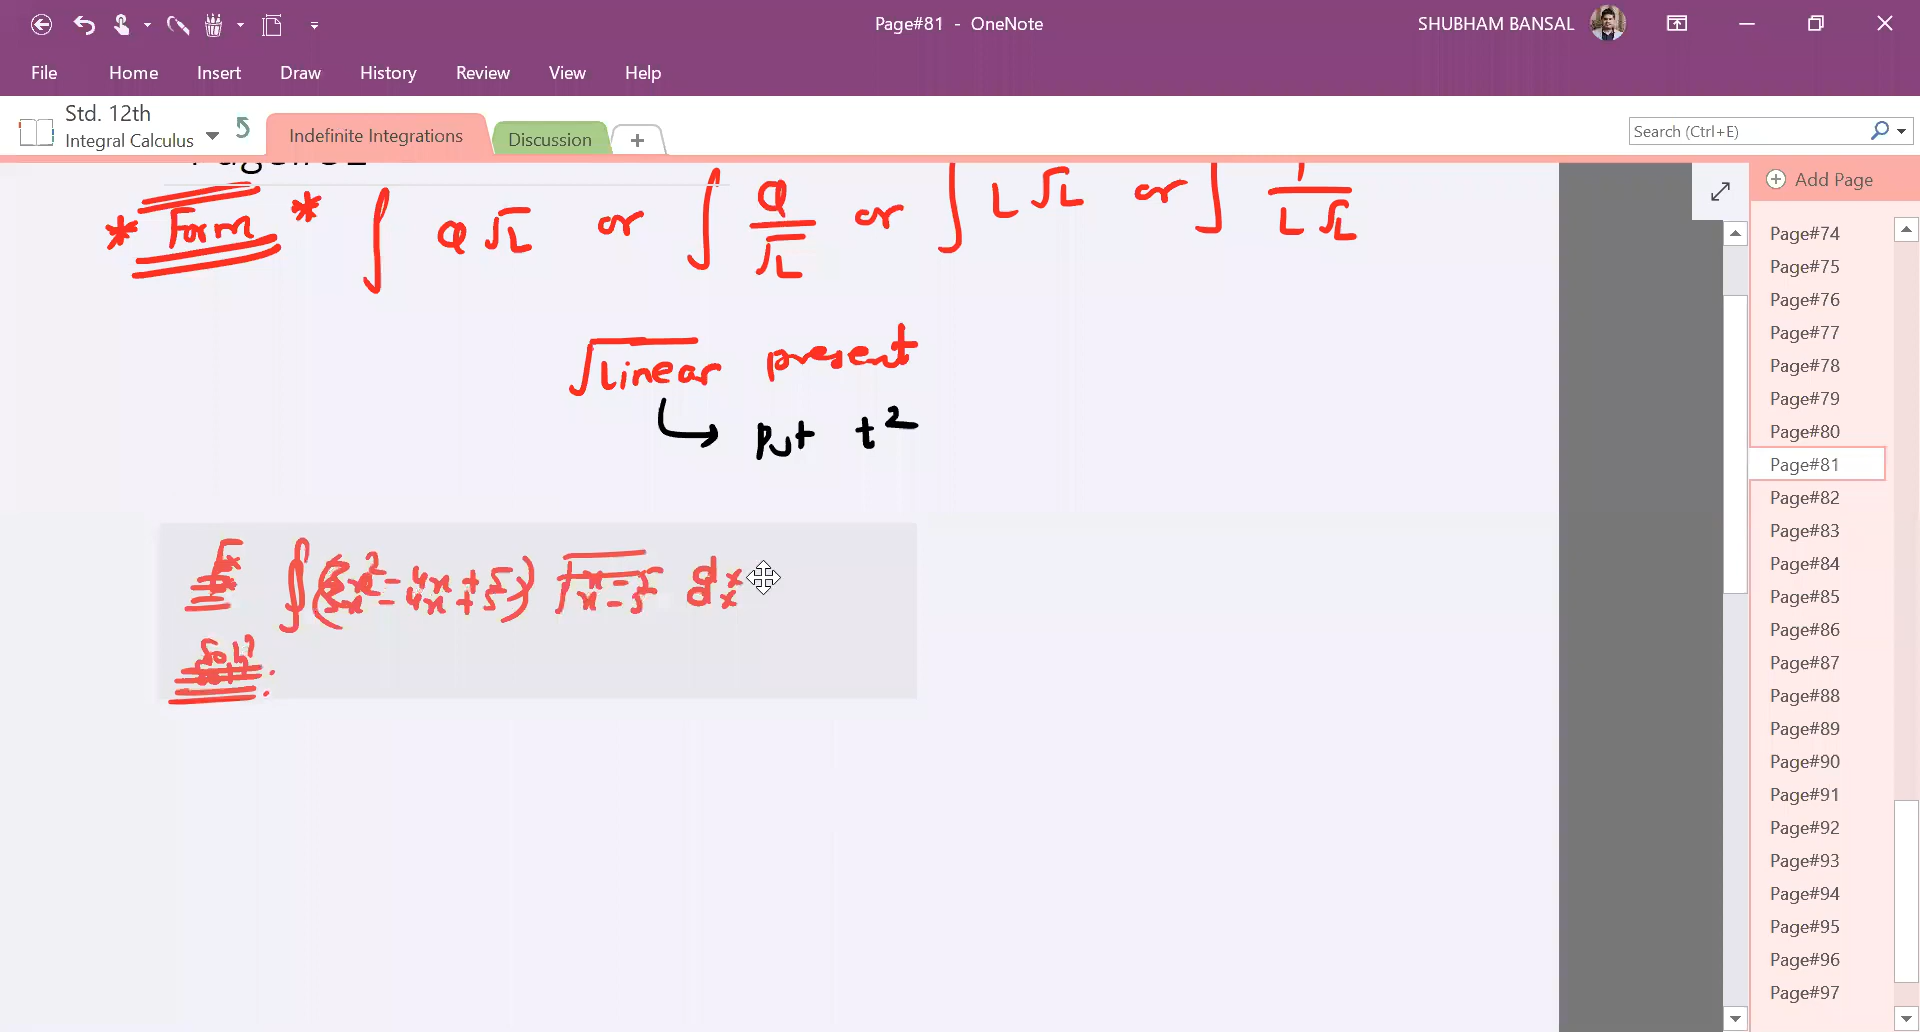 Page#81 - OneNote
SHUBHAM BANSAL
File Home Insert Draw History Review View Help
Std. 12th
Integral Calculus
Indefinite Integrations
Discussion
+
Search (Ctrl+E)
Add Page
* Form * ∫ Q √L or ∫ Q/√L or ∫ L √L or ∫ 1/(L √L)
√linear present
↳ put t²
∫(3x² - 4x + 5) √(x - 5) dx
Solⁿ:
Page#74
Page#75
Page#76
Page#77
Page#78
Page#79
Page#80
Page#81
Page#82
Page#83
Page#84
Page#85
Page#86
Page#87
Page#88
Page#89
Page#90
Page#91
Page#92
Page#93
Page#94
Page#95
Page#96
Page#97